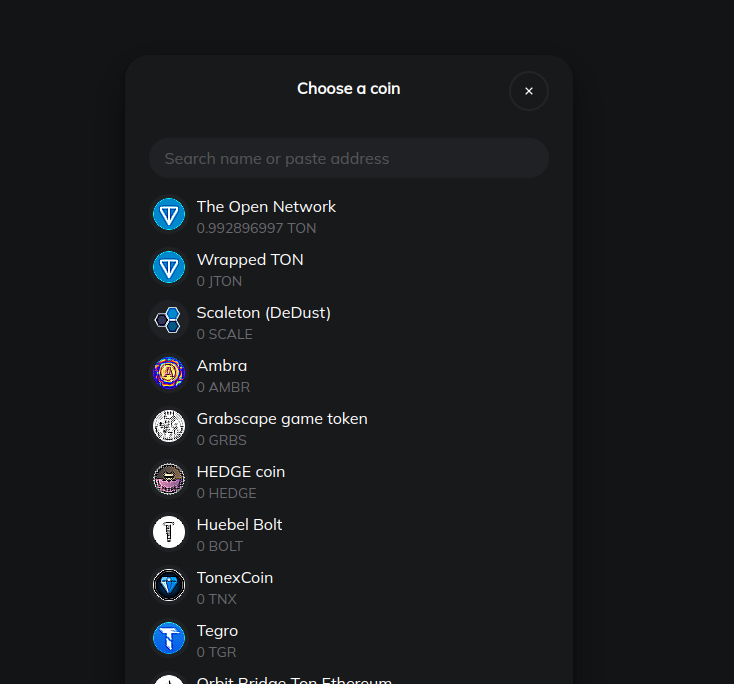 Choose a coin
×
Search name or paste address
The Open Network
0.992896997 TON
Wrapped TON
0 JTON
Scaleton (DeDust)
0 SCALE
Ambra
0 AMBR
Grabscape game token
0 GRBS
HEDGE coin
0 HEDGE
Huebel Bolt
0 BOLT
TonexCoin
0 TNX
Tegro
0 TGR
Orbit Bridge Ton Ethereum